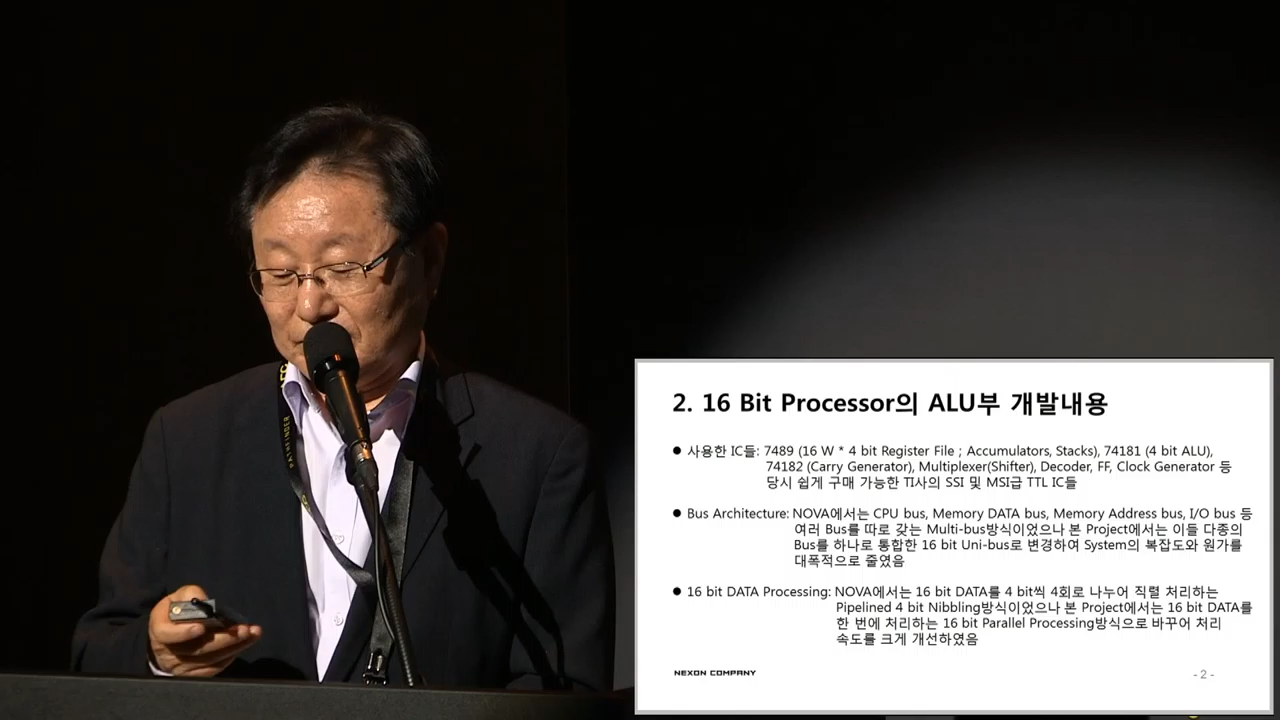 2. 16 Bit Processor의 ALU부 개발내용
● 사용한 IC들: 7489 (16 W * 4 bit Register File ; Accumulators, Stacks), 74181 (4 bit ALU),
74182 (Carry Generator), Multiplexer(Shifter), Decoder, FF, Clock Generator 등
당시 쉽게 구매 가능한 TI사의 SSI 및 MSI급 TTL IC들
● Bus Architecture: NOVA에서는 CPU bus, Memory DATA bus, Memory Address bus, I/O bus 등
여러 Bus를 따로 갖는 Multi-bus방식이었으나 본 Project에서는 이들 다종의
Bus를 하나로 통합한 16 bit Uni-bus로 변경하여 System의 복잡도와 원가를
대폭적으로 줄였음
● 16 bit DATA Processing: NOVA에서는 16 bit DATA를 4 bit씩 4회로 나누어 직렬 처리하는
Pipelined 4 bit Nibbling방식이었으나 본 Project에서는 16 bit DATA를
한 번에 처리하는 16 bit Parallel Processing방식으로 바꾸어 처리
속도를 크게 개선하였음
NEXON COMPANY
- 2 -